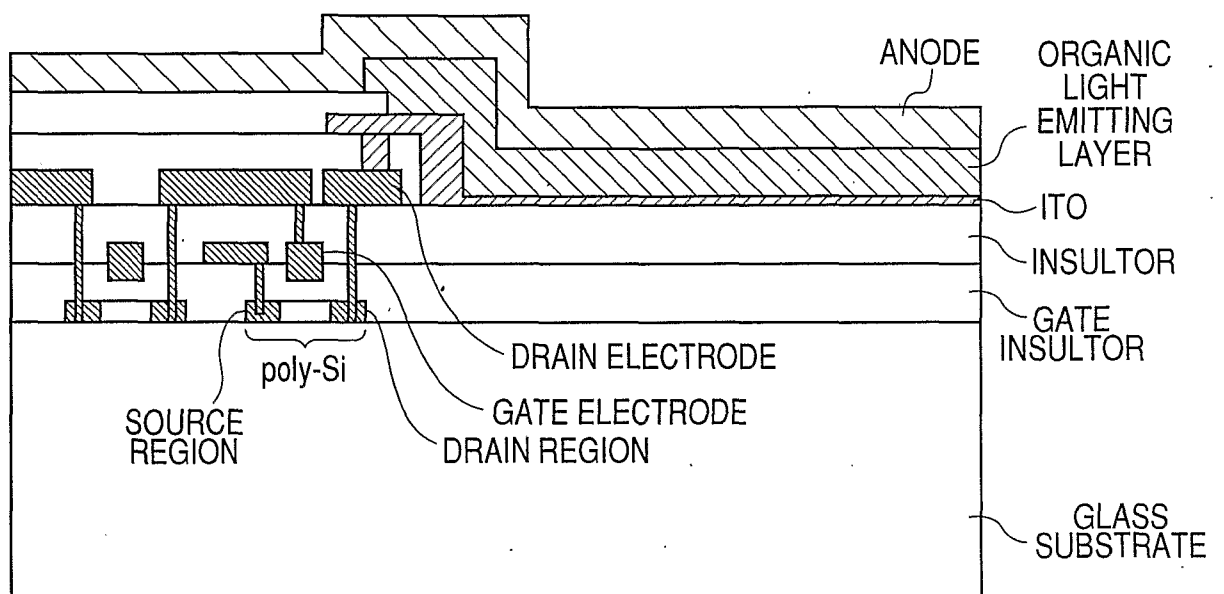 ANODE
ORGANIC
LIGHT
EMITTING
LAYER
ITO
INSULTOR
GATE
INSULTOR
DRAIN ELECTRODE
poly-Si
GATE ELECTRODE
SOURCE
REGION
DRAIN REGION
GLASS
SUBSTRATE